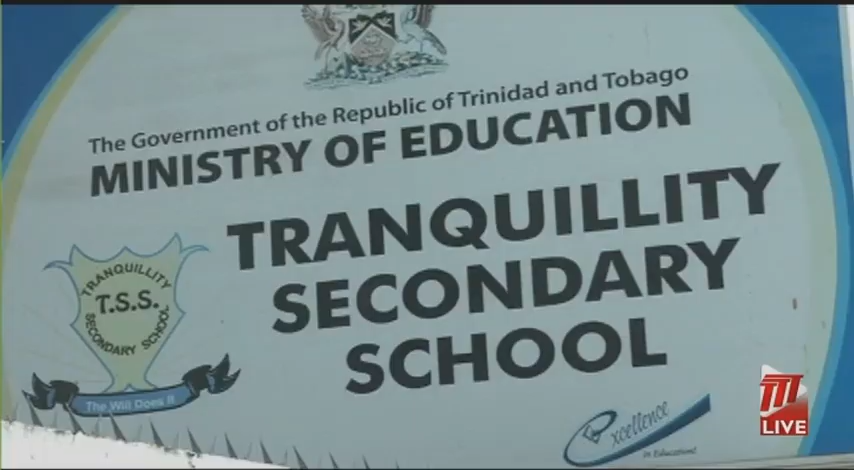 The Government of the Republic of Trinidad and Tobago
MINISTRY OF EDUCATION
TRANQUILLITY
SECONDARY
SCHOOL
TRANQUILLITY
T.S.S.
SECONDARY SCHOOL
The Will Does It
Excellence
in Education!
LIVE